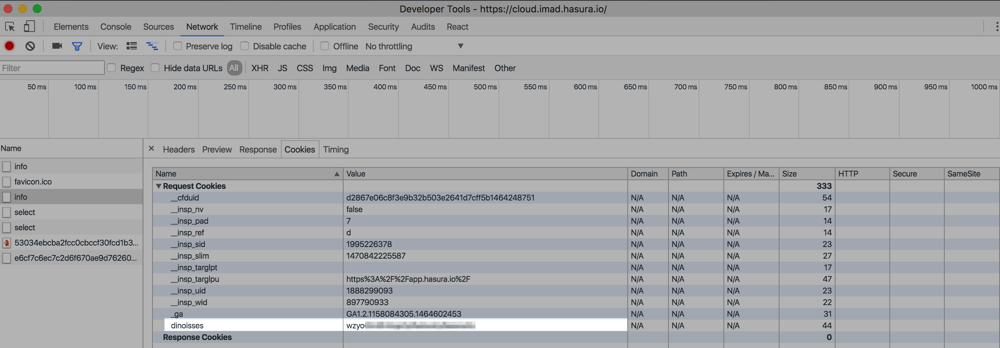 Developer Tools - https://cloud.imad.hasura.io/
Elements Console Sources Network Timeline Profiles Application Security Audits React
View: Preserve log Disable cache Offline No throttling
Filter Regex Hide data URLs All XHR JS CSS Img Media Font Doc WS Manifest Other
50 ms 100 ms 150 ms 200 ms 250 ms 300 ms 350 ms 400 ms 450 ms 500 ms 550 ms 600 ms 650 ms 700 ms 750 ms 800 ms 850 ms 900 ms 950 ms 1000 ms
Name
info
favicon.ico
info
select
select
53034ebcba2fcc0cbccf30fcd1b3...
e6cf7c6ec7c2d6f670ae9d76260...
× Headers Preview Response Cookies Timing
Name Value Domain Path Expires / Ma... Size HTTP Secure SameSite
Request Cookies 333
__cfduid d2867e06c8f3e9b32b503e2641d7cff5b1464248751 N/A N/A N/A 54
__insp_nv false N/A N/A N/A 17
__insp_pad 7 N/A N/A N/A 14
__insp_ref d N/A N/A N/A 14
__insp_sid 1995226378 N/A N/A N/A 23
__insp_slim 1470842225587 N/A N/A N/A 27
__insp_targlpt N/A N/A N/A 17
__insp_targlpu https%3A%2F%2Fapp.hasura.io%2F N/A N/A N/A 47
__insp_uid 1888299093 N/A N/A N/A 23
__insp_wid 897790933 N/A N/A N/A 22
_ga GA1.2.1158084305.1464602453 N/A N/A N/A 31
dinoisses wzyo N/A N/A N/A 44
Response Cookies 0